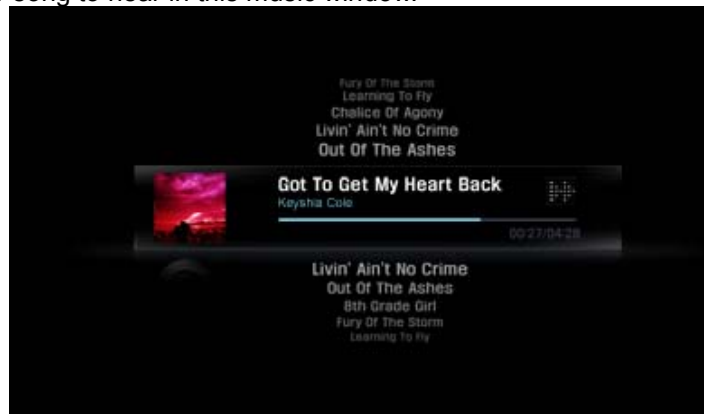 song to hear in this music window.
Fury Of The Storm
Learning To Fly
Chalice Of Agony
Livin' Ain't No Crime
Out Of The Ashes
Got To Get My Heart Back
Keyshia Cole
00:27/04:28
Livin' Ain't No Crime
Out Of The Ashes
8th Grade Girl
Fury Of The Storm
Learning To Fly